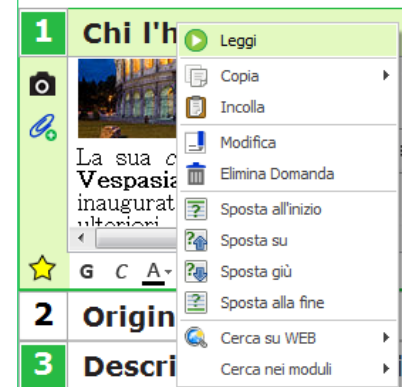 1 Chi l'h
Leggi
Copia
Incolla
Modifica
Elimina Domanda
Sposta all'inizio
Sposta su
Sposta giù
Sposta alla fine
Cerca su WEB
Cerca nei moduli
La sua
Vespasia
inaugurat
ulteriori
G C A
2 Origin
3 Descri